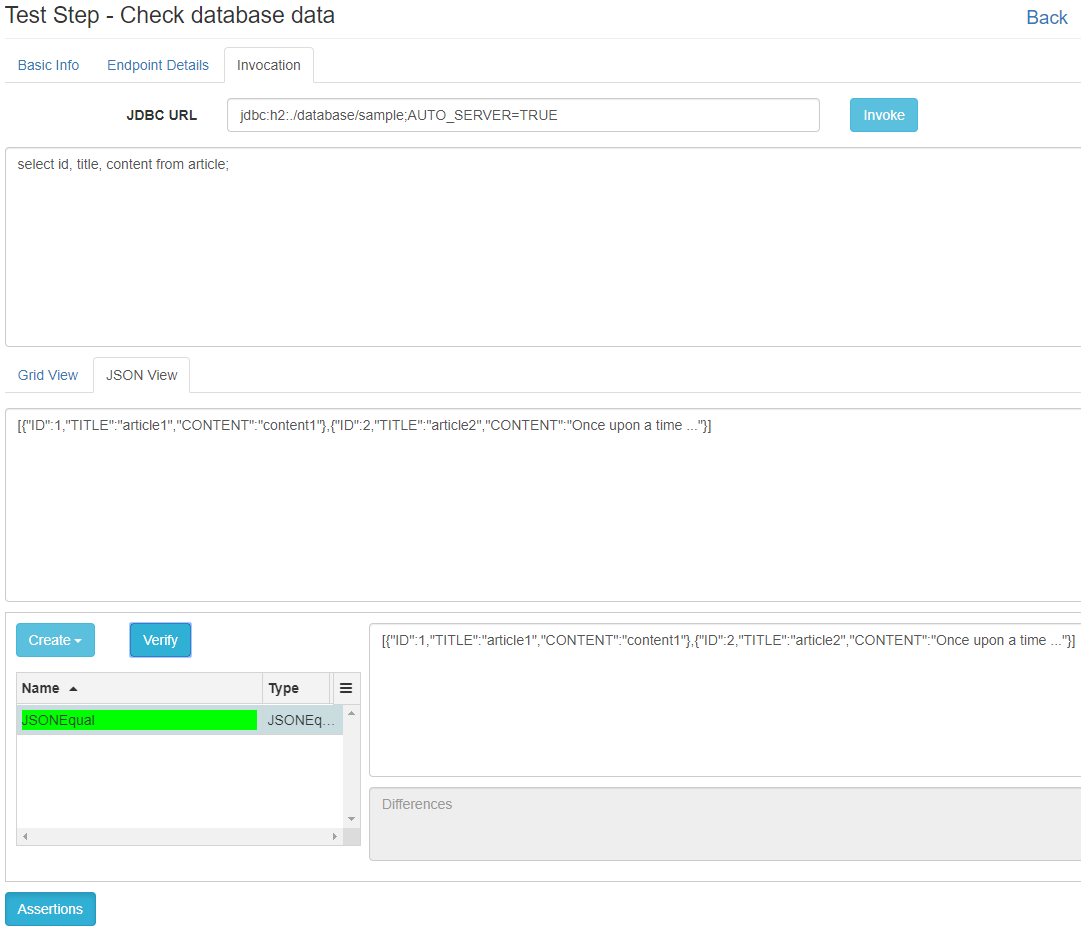 Test Step - Check database data
Back
Basic Info Endpoint Details Invocation
JDBC URL jdbc:h2:./database/sample;AUTO_SERVER=TRUE Invoke
select id, title, content from article;
Grid View JSON View
[{"ID":1,"TITLE":"article1","CONTENT":"content1"},{"ID":2,"TITLE":"article2","CONTENT":"Once upon a time ..."}]
Create Verify
[{"ID":1,"TITLE":"article1","CONTENT":"content1"},{"ID":2,"TITLE":"article2","CONTENT":"Once upon a time ..."}]
Name Type
JSONEqual JSONEq...
Differences
Assertions